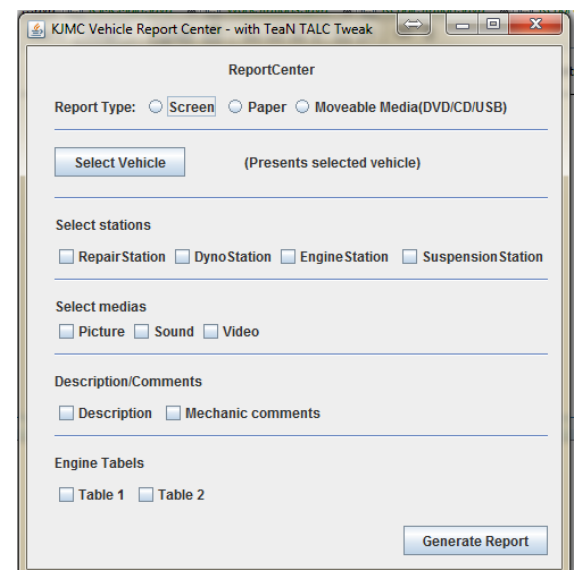 KJMC Vehicle Report Center - with TeaN TALC Tweak
ReportCenter
Report Type: Screen Paper Moveable Media(DVD/CD/USB)
Select Vehicle (Presents selected vehicle)
Select stations
RepairStation DynoStation EngineStation SuspensionStation
Select medias
Picture Sound Video
Description/Comments
Description Mechanic comments
Engine Tabels
Table 1 Table 2
Generate Report